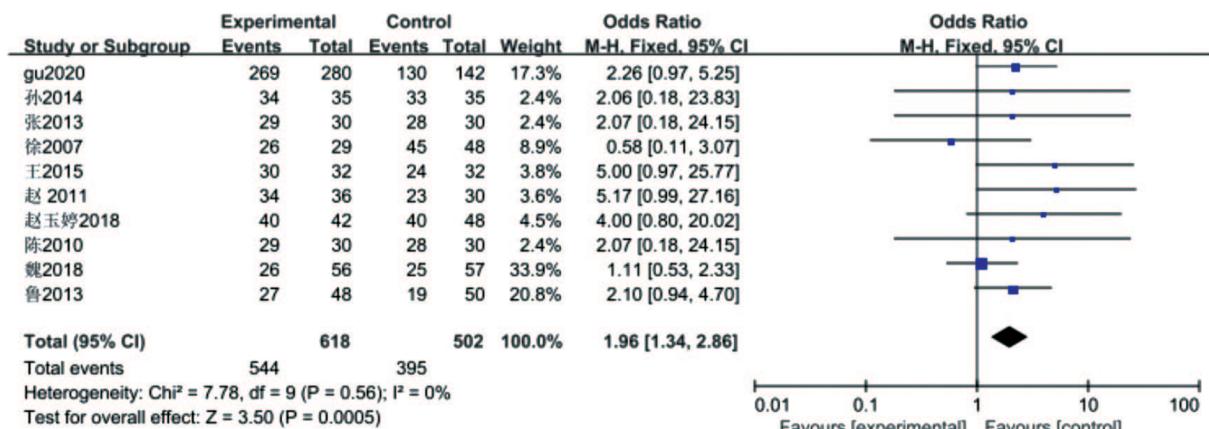 Experimental Control Odds Ratio Odds Ratio
Study or Subgroup Events Total Events Total Weight M-H, Fixed, 95% CI M-H, Fixed, 95% CI
gu2020 269 280 130 142 17.3% 2.26 [0.97, 5.25]
孙2014 34 35 33 35 2.4% 2.06 [0.18, 23.83]
张2013 29 30 28 30 2.4% 2.07 [0.18, 24.15]
徐2007 26 29 45 48 8.9% 0.58 [0.11, 3.07]
王2015 30 32 24 32 3.8% 5.00 [0.97, 25.77]
赵 2011 34 36 23 30 3.6% 5.17 [0.99, 27.16]
赵玉婷2018 40 42 40 48 4.5% 4.00 [0.80, 20.02]
陈2010 29 30 28 30 2.4% 2.07 [0.18, 24.15]
魏2018 26 56 25 57 33.9% 1.11 [0.53, 2.33]
鲁2013 27 48 19 50 20.8% 2.10 [0.94, 4.70]
Total (95% CI) 618 502 100.0% 1.96 [1.34, 2.86]
Total events 544 395
Heterogeneity: Chi² = 7.78, df = 9 (P = 0.56); I² = 0%
Test for overall effect: Z = 3.50 (P = 0.0005)
0.01 0.1 1 10 100
Favours [experimental] Favours [control]